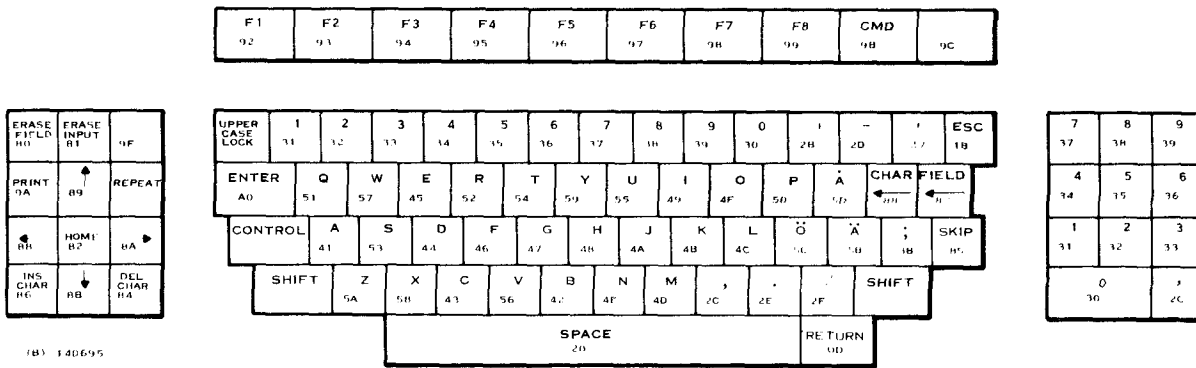 F1 F2 F3 F4 F5 F6 F7 F8 CMD
92 93 94 95 96 97 98 99 9B 9C
ERASE FIELD 80
ERASE INPUT 81
9F
PRINT 9A
89
REPEAT
88
HOME 82
8A
INS CHAR 86
8B
DEL CHAR 84
UPPER CASE LOCK
1 2 3 4 5 6 7 8 9 0 + - ESC
31 32 33 34 35 36 37 38 39 30 2B 2D 27 1B
ENTER Q W E R T Y U I O P Å CHAR FIELD
A0 51 57 45 52 54 59 55 49 4F 50 5D
CONTROL A S D F G H J K L Ö Ä ; SKIP
41 53 44 46 47 48 4A 4B 4C 5C 5B 3B 85
SHIFT Z X C V B N M , . SHIFT
5A 58 43 56 42 4E 4D 2C 2E 2F
SPACE RETURN
20 0D
7 8 9
37 38 39
4 5 6
34 35 36
1 2 3
31 32 33
0 ,
30 2C
(B) 140695